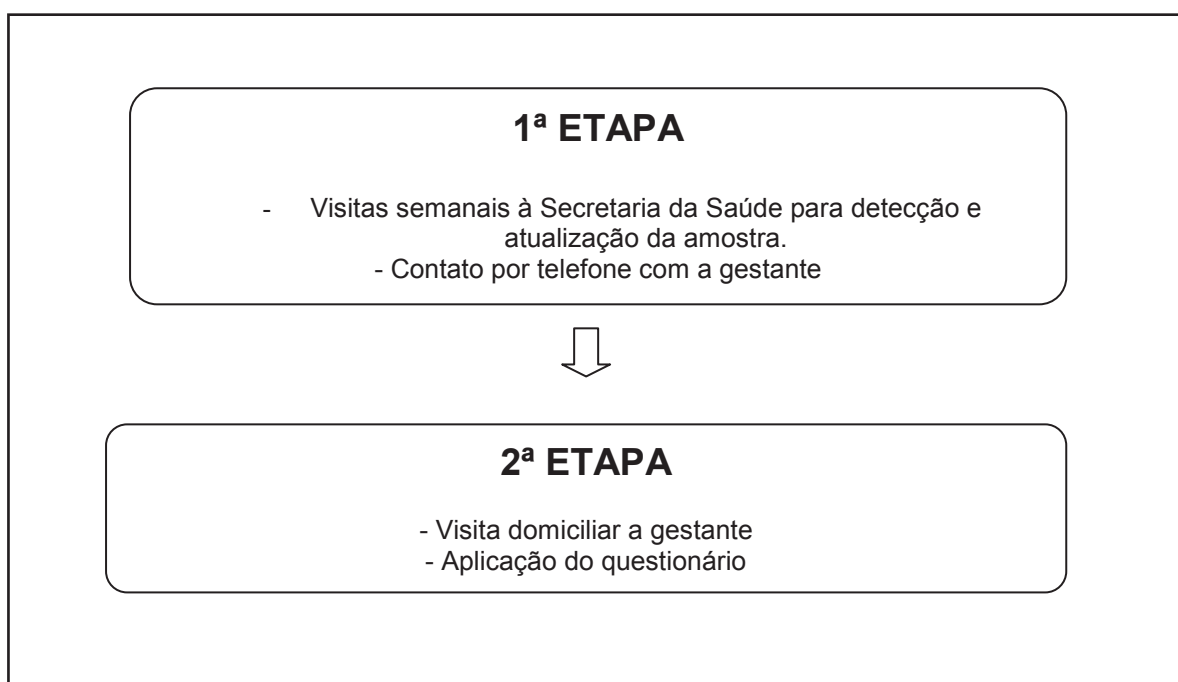 1ª ETAPA
- Visitas semanais à Secretaria da Saúde para detecção e
atualização da amostra.
- Contato por telefone com a gestante
2ª ETAPA
- Visita domiciliar a gestante
- Aplicação do questionário